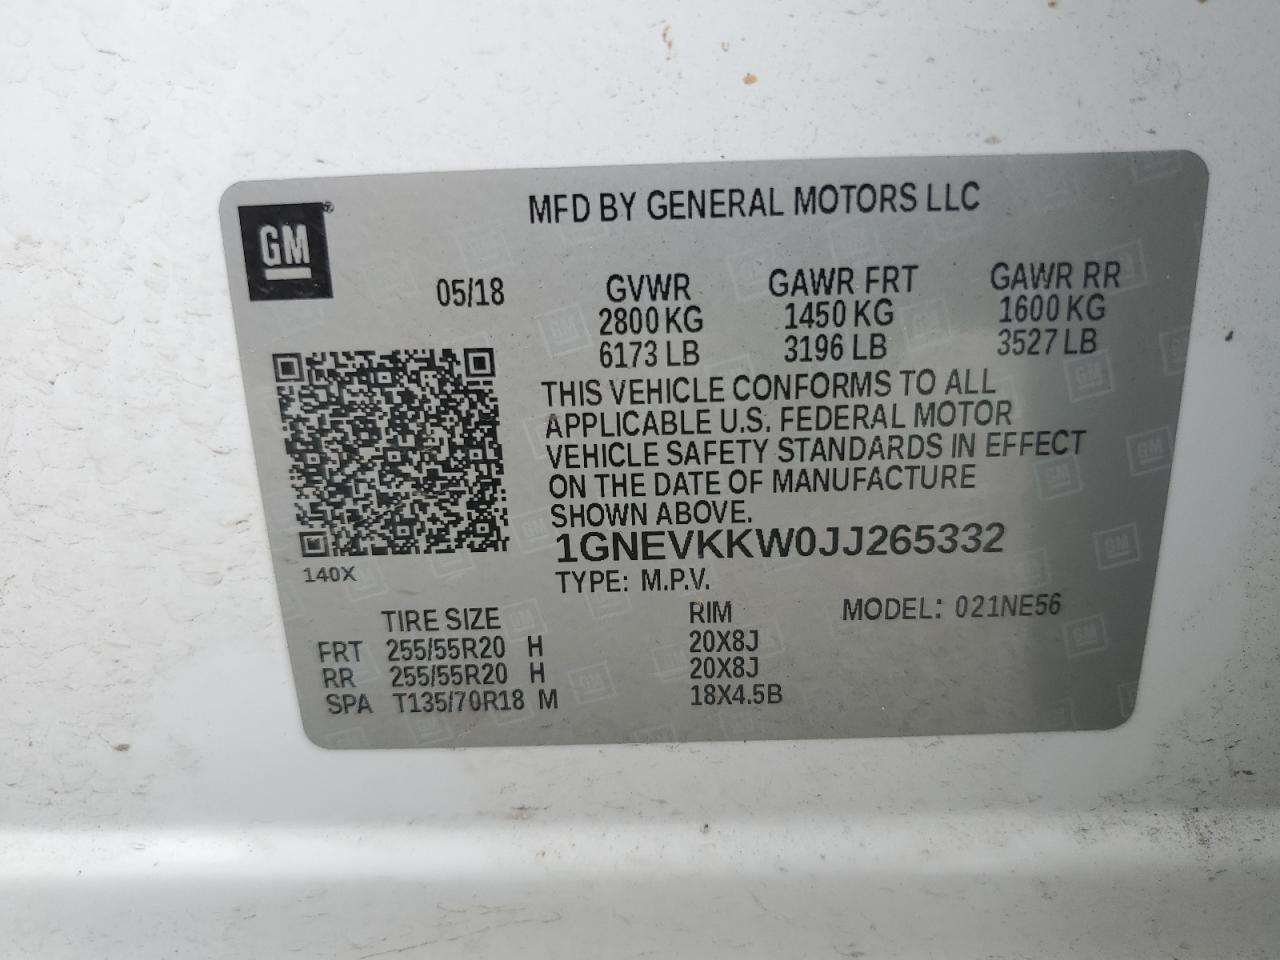 MFD BY GENERAL MOTORS LLC
GM®
05/18 GVWR GAWR FRT GAWR RR
2800 KG 1450 KG 1600 KG
6173 LB 3196 LB 3527 LB
THIS VEHICLE CONFORMS TO ALL
APPLICABLE U.S. FEDERAL MOTOR
VEHICLE SAFETY STANDARDS IN EFFECT
ON THE DATE OF MANUFACTURE
SHOWN ABOVE.
1GNEVKKW0JJ265332
140X
TYPE: M.P.V.
TIRE SIZE RIM MODEL: 021NE56
FRT 255/55R20 H 20X8J
RR 255/55R20 H 20X8J
SPA T135/70R18 M 18X4.5B